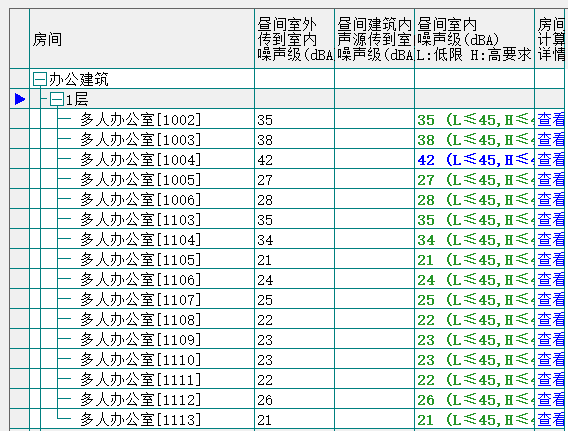 房间
昼间室外
传到室内
噪声级(dBA
昼间建筑内
声源传到室
噪声级(dBA
昼间室内
噪声级(dBA)
L:低限 H:高要求
房间
计算
详情
办公建筑
1层
多人办公室[1002] 35 35 (L≤45,H≤ 查看
多人办公室[1003] 38 38 (L≤45,H≤ 查看
多人办公室[1004] 42 42 (L≤45,H≤ 查看
多人办公室[1005] 27 27 (L≤45,H≤ 查看
多人办公室[1006] 28 28 (L≤45,H≤ 查看
多人办公室[1103] 35 35 (L≤45,H≤ 查看
多人办公室[1104] 34 34 (L≤45,H≤ 查看
多人办公室[1105] 21 21 (L≤45,H≤ 查看
多人办公室[1106] 24 24 (L≤45,H≤ 查看
多人办公室[1107] 25 25 (L≤45,H≤ 查看
多人办公室[1108] 22 22 (L≤45,H≤ 查看
多人办公室[1109] 23 23 (L≤45,H≤ 查看
多人办公室[1110] 23 23 (L≤45,H≤ 查看
多人办公室[1111] 22 22 (L≤45,H≤ 查看
多人办公室[1112] 26 26 (L≤45,H≤ 查看
多人办公室[1113] 21 21 (L≤45,H≤ 查看